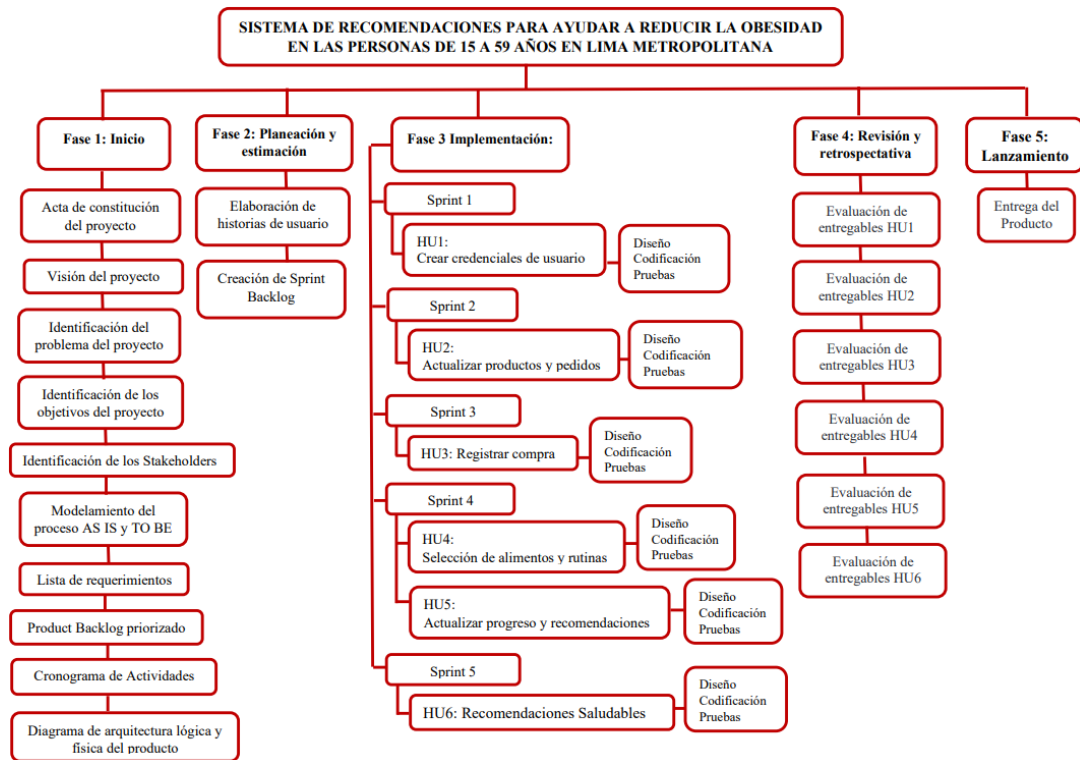 SISTEMA DE RECOMENDACIONES PARA AYUDAR A REDUCIR LA OBESIDAD
EN LAS PERSONAS DE 15 A 59 AÑOS EN LIMA METROPOLITANA
Fase 1: Inicio
Acta de constitución
del proyecto
Visión del proyecto
Identificación del
problema del proyecto
Identificación de los
objetivos del proyecto
Identificación de los Stakeholders
Modelamiento del
proceso AS IS y TO BE
Lista de requerimientos
Product Backlog priorizado
Cronograma de Actividades
Diagrama de arquitectura lógica y
física del producto
Fase 2: Planeación y
estimación
Elaboración de
historias de usuario
Creación de Sprint
Backlog
Fase 3 Implementación:
Sprint 1
HU1:
Crear credenciales de usuario
Diseño
Codificación
Pruebas
Sprint 2
HU2:
Actualizar productos y pedidos
Diseño
Codificación
Pruebas
Sprint 3
HU3: Registrar compra
Diseño
Codificación
Pruebas
Sprint 4
HU4:
Selección de alimentos y rutinas
Diseño
Codificación
Pruebas
HU5:
Actualizar progreso y recomendaciones
Diseño
Codificación
Pruebas
Sprint 5
HU6: Recomendaciones Saludables
Diseño
Codificación
Pruebas
Fase 4: Revisión y
retrospectativa
Evaluación de
entregables HU1
Evaluación de
entregables HU2
Evaluación de
entregables HU3
Evaluación de
entregables HU4
Evaluación de
entregables HU5
Evaluación de
entregables HU6
Fase 5:
Lanzamiento
Entrega del
Producto